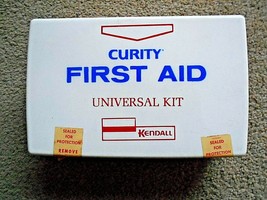 CURITY
FIRST AID
UNIVERSAL KIT
KENDALL
SEALED
FOR
PROTECTION
REMOVE
SEALED
FOR
PROTECTION